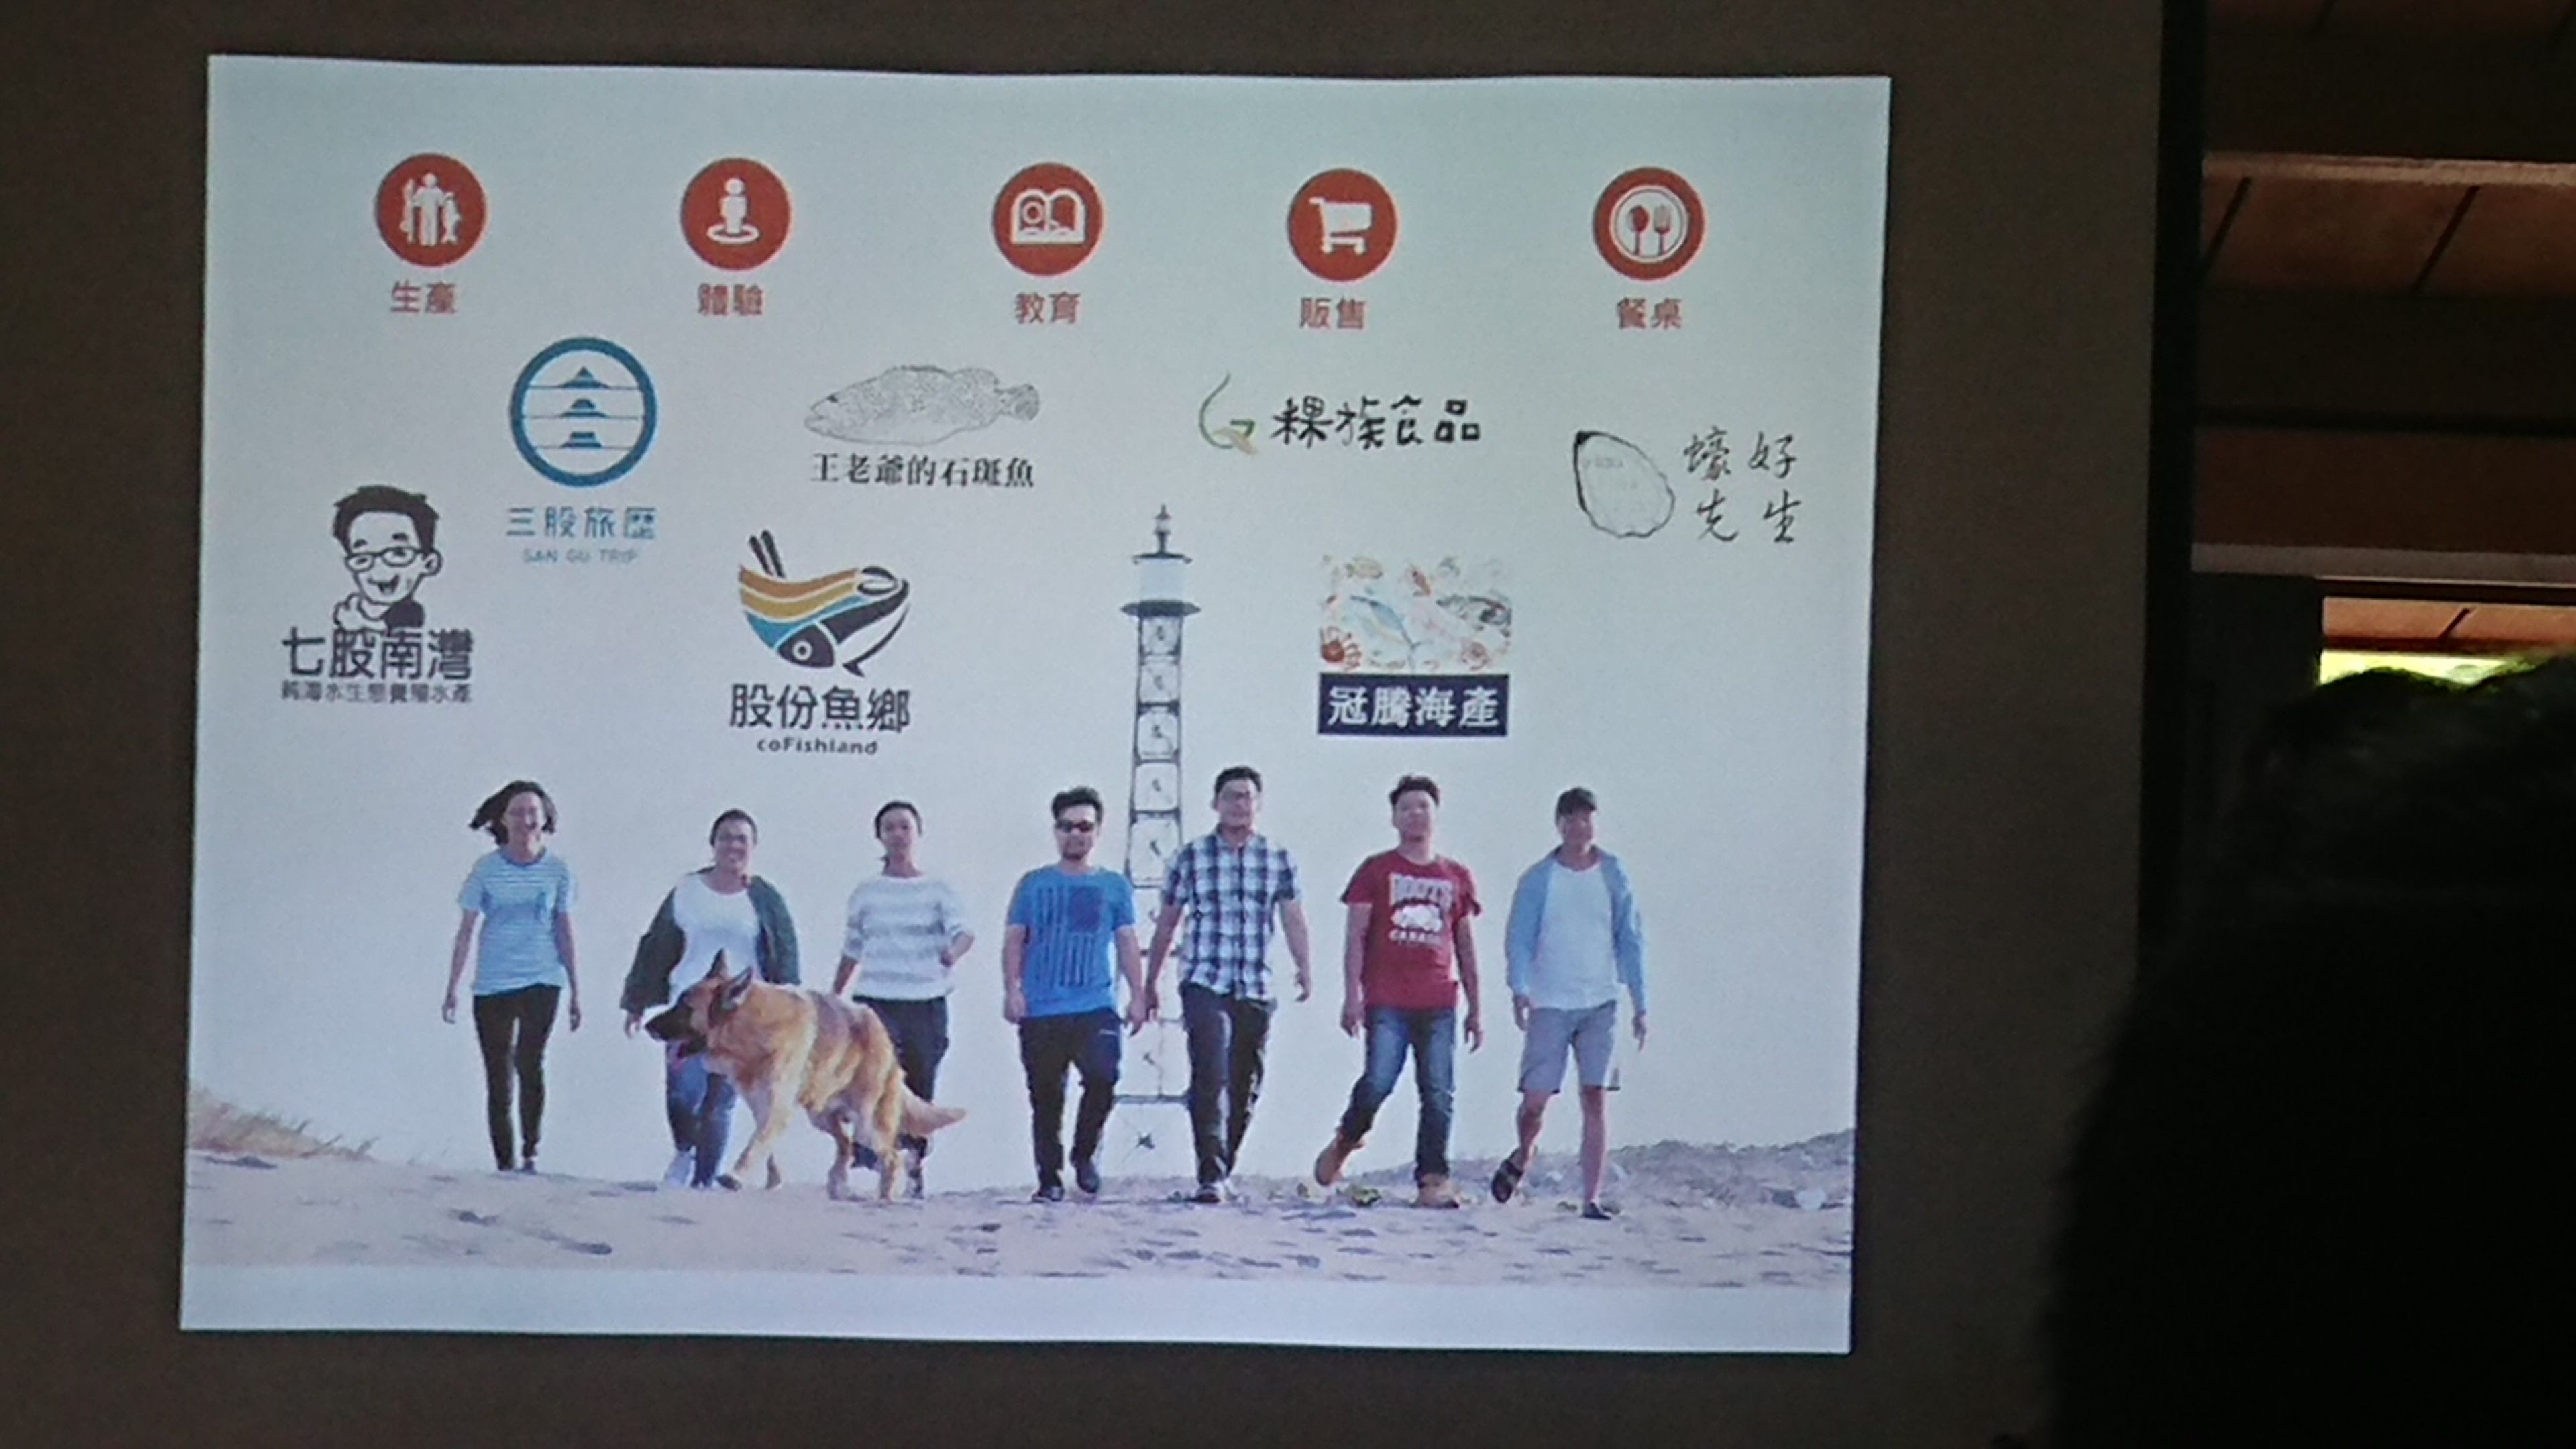 生產
體驗
教育
販售
餐桌
三股旅歷
SAN GU TRIP
王老爺的石斑魚
粿族食品
蠔好
先生
七股南灣
純海水生態養殖水產
股份魚鄉
coFishland
冠騰海產
ROOTS
CANADA